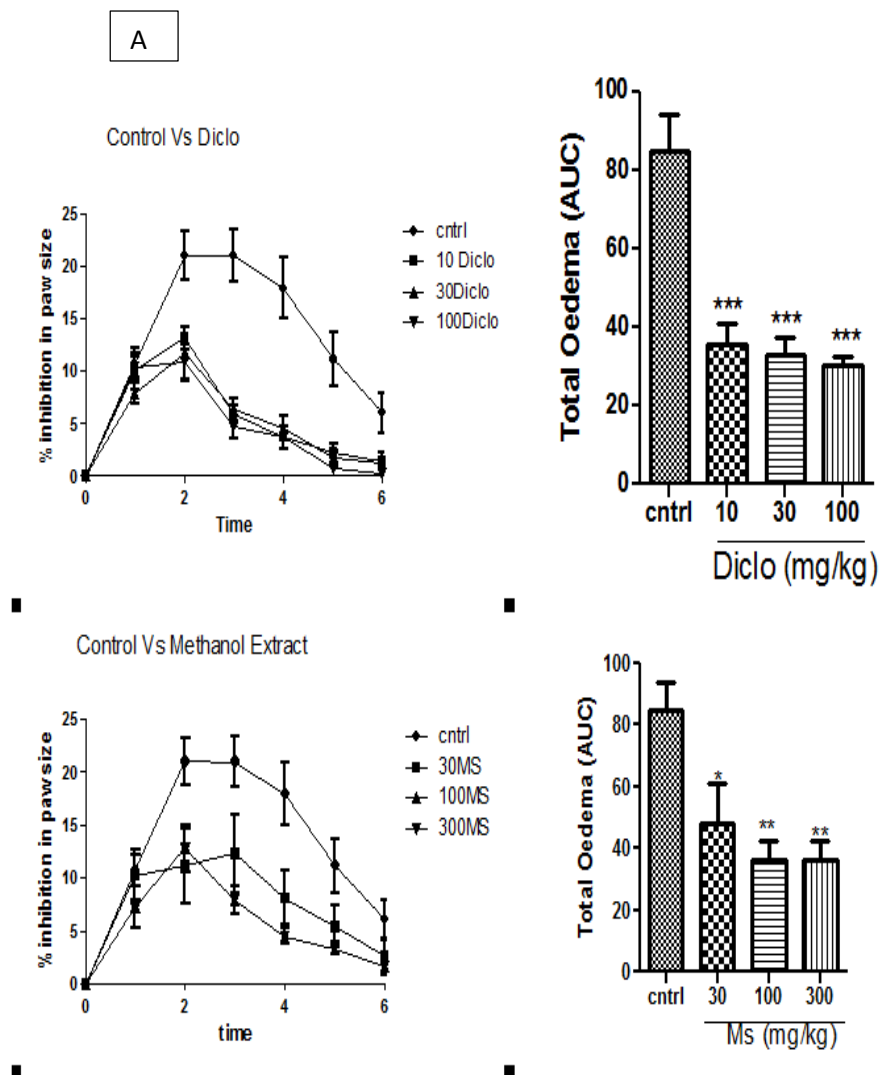 A
Control Vs Diclo
% inhibition in paw size
25
20
15
10
5
0
0
2
4
6
Time
cntrl
10 Diclo
30Diclo
100Diclo
Total Oedema (AUC)
100
80
60
40
20
0
***
***
***
cntrl
10
30
100
Diclo (mg/kg)
Control Vs Methanol Extract
% inhibition in paw size
25
20
15
10
5
0
0
2
4
6
time
cntrl
30MS
100MS
300MS
Total Oedema (AUC)
100
80
60
40
20
0
*
**
**
cntrl
30
100
300
Ms (mg/kg)